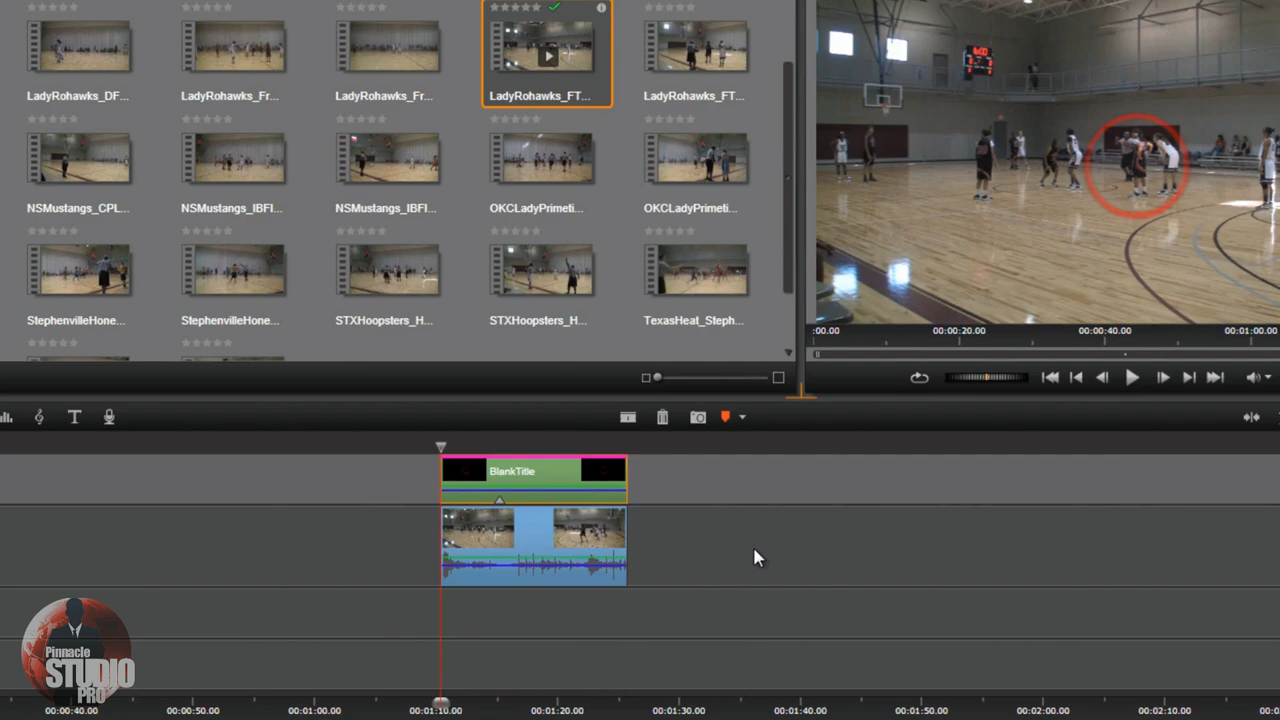 LadyRohawks_DF...
LadyRohawks_Fr...
LadyRohawks_Fr...
LadyRohawks_FT...
LadyRohawks_FT...
NSMustangs_CPL...
NSMustangs_IBFI...
NSMustangs_IBFI...
OKCLadyPrimeti...
OKCLadyPrimeti...
StephenvilleHone...
StephenvilleHone...
STXHoopsters_H...
STXHoopsters_H...
TexasHeat_Steph...
:00.00
00:00:20.00
00:00:40.00
00:01:00.00
BlankTitle
Pinnacle
STUDIO
PRO
00:00:40.00
00:00:50.00
00:01:00.00
00:01:10.00
00:01:20.00
00:01:30.00
00:01:40.00
00:01:50.00
00:02:00.00
00:02:10.00